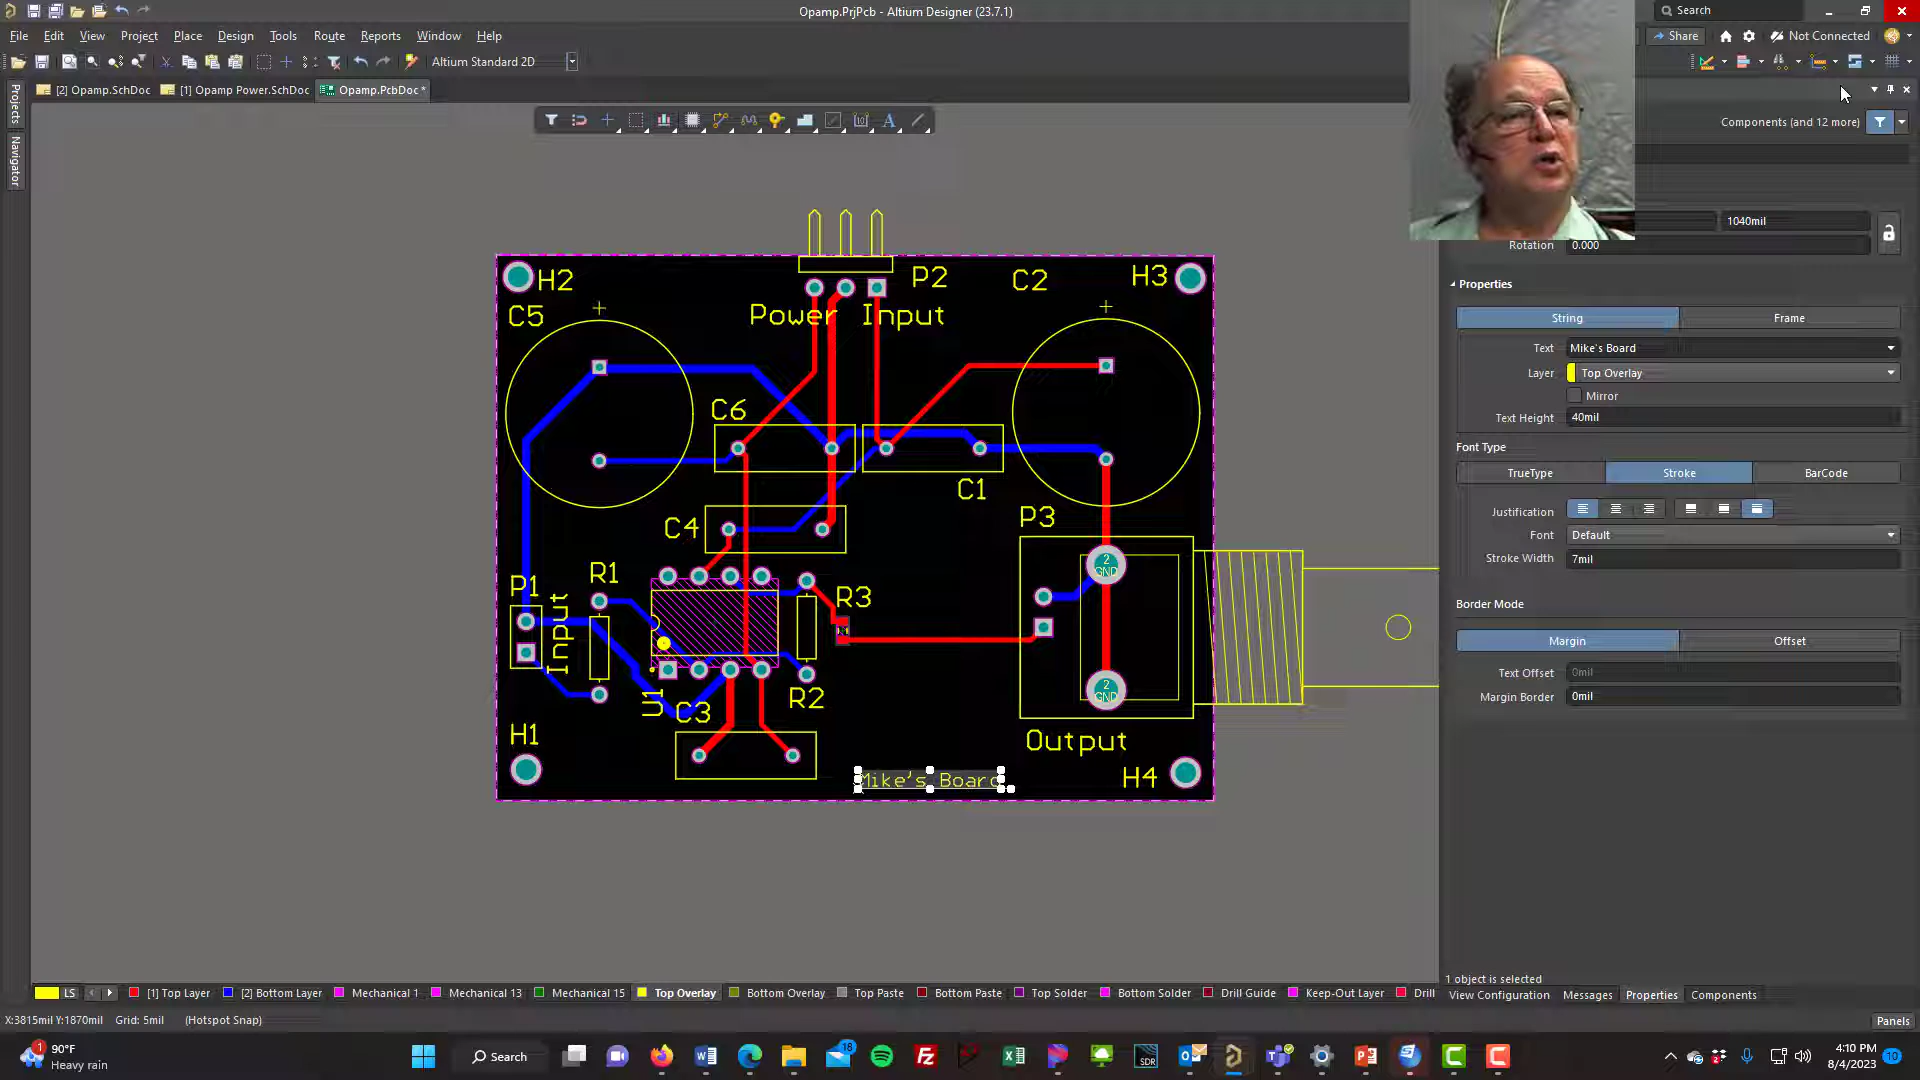 Opamp.PrjPcb - Altium Designer (23.7.1)
Search
File Edit View Project Place Design Tools Route Reports Window Help
Share
Not Connected
Altium Standard 2D
[2] Opamp.SchDoc
[1] Opamp Power.SchDoc
Opamp.PcbDoc *
Projects
Navigator
Components (and 12 more)
1040mil
Rotation 0.000
Properties
String Frame
Text Mike's Board
Layer Top Overlay
Mirror
Text Height 40mil
Font Type
TrueType Stroke BarCode
Justification
Font Default
Stroke Width 7mil
Border Mode
Margin Offset
Text Offset 0mil
Margin Border 0mil
H2
P2
C2
H3
C5
Power Input
C6
C1
C4
P3
2
GND
P1
Input
R1
R3
2
GND
U1
C3
R2
H1
Output
Mike's Board
H4
1 object is selected
LS [1] Top Layer [2] Bottom Layer Mechanical 1 Mechanical 13 Mechanical 15 Top Overlay Bottom Overlay Top Paste Bottom Paste Top Solder Bottom Solder Drill Guide Keep-Out Layer Drill
View Configuration Messages Properties Components
X:3815mil Y:1870mil Grid: 5mil (Hotspot Snap)
Panels
1
90°F
Heavy rain
Search
18
SDR
4:10 PM
8/4/2023
10